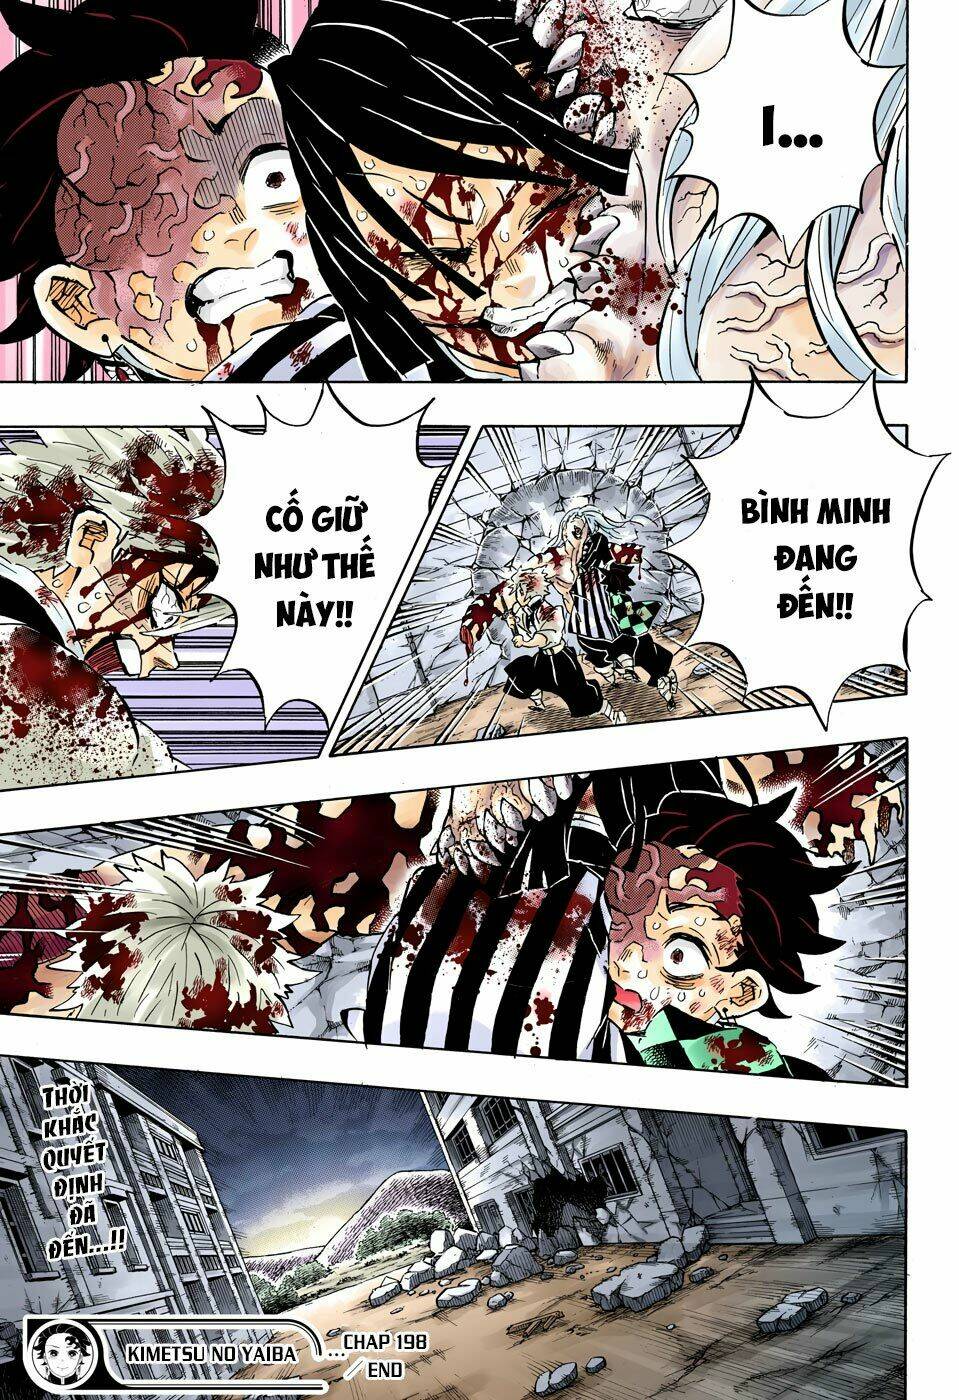 I...
BÌNH MINH
ĐANG
ĐẾN!!
CỐ GIỮ
NHƯ THẾ
NÀY!!
THỜI
KHẮC
QUYẾT
ĐỊNH
ĐÃ
ĐẾN...!!
KIMETSU NO YAIBA
...CHAP 198
/ END